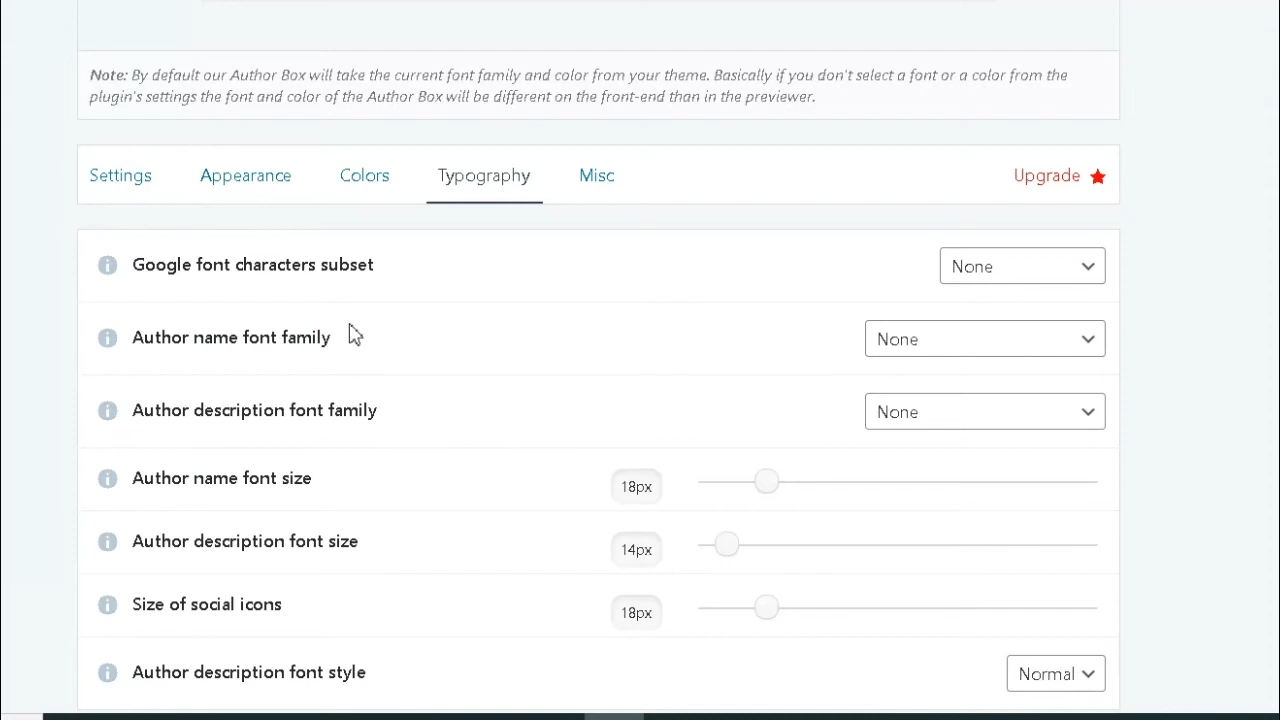 Note: By default our Author Box will take the current font family and color from your theme. Basically if you don't select a font or a color from the
plugin's settings the font and color of the Author Box will be different on the front-end than in the previewer.
Settings Appearance Colors Typography Misc Upgrade
Google font characters subset None
Author name font family None
Author description font family None
Author name font size 18px
Author description font size 14px
Size of social icons 18px
Author description font style Normal